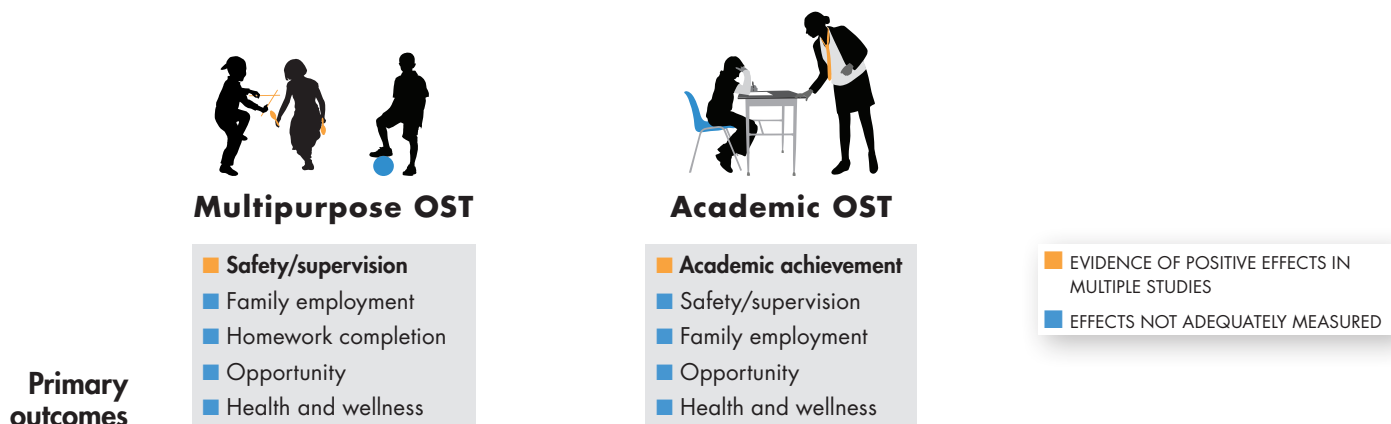 Multipurpose OST
Safety/supervision
Family employment
Homework completion
Opportunity
Health and wellness
Academic OST
Academic achievement
Safety/supervision
Family employment
Opportunity
Health and wellness
EVIDENCE OF POSITIVE EFFECTS IN
MULTIPLE STUDIES
EFFECTS NOT ADEQUATELY MEASURED
Primary
outcomes